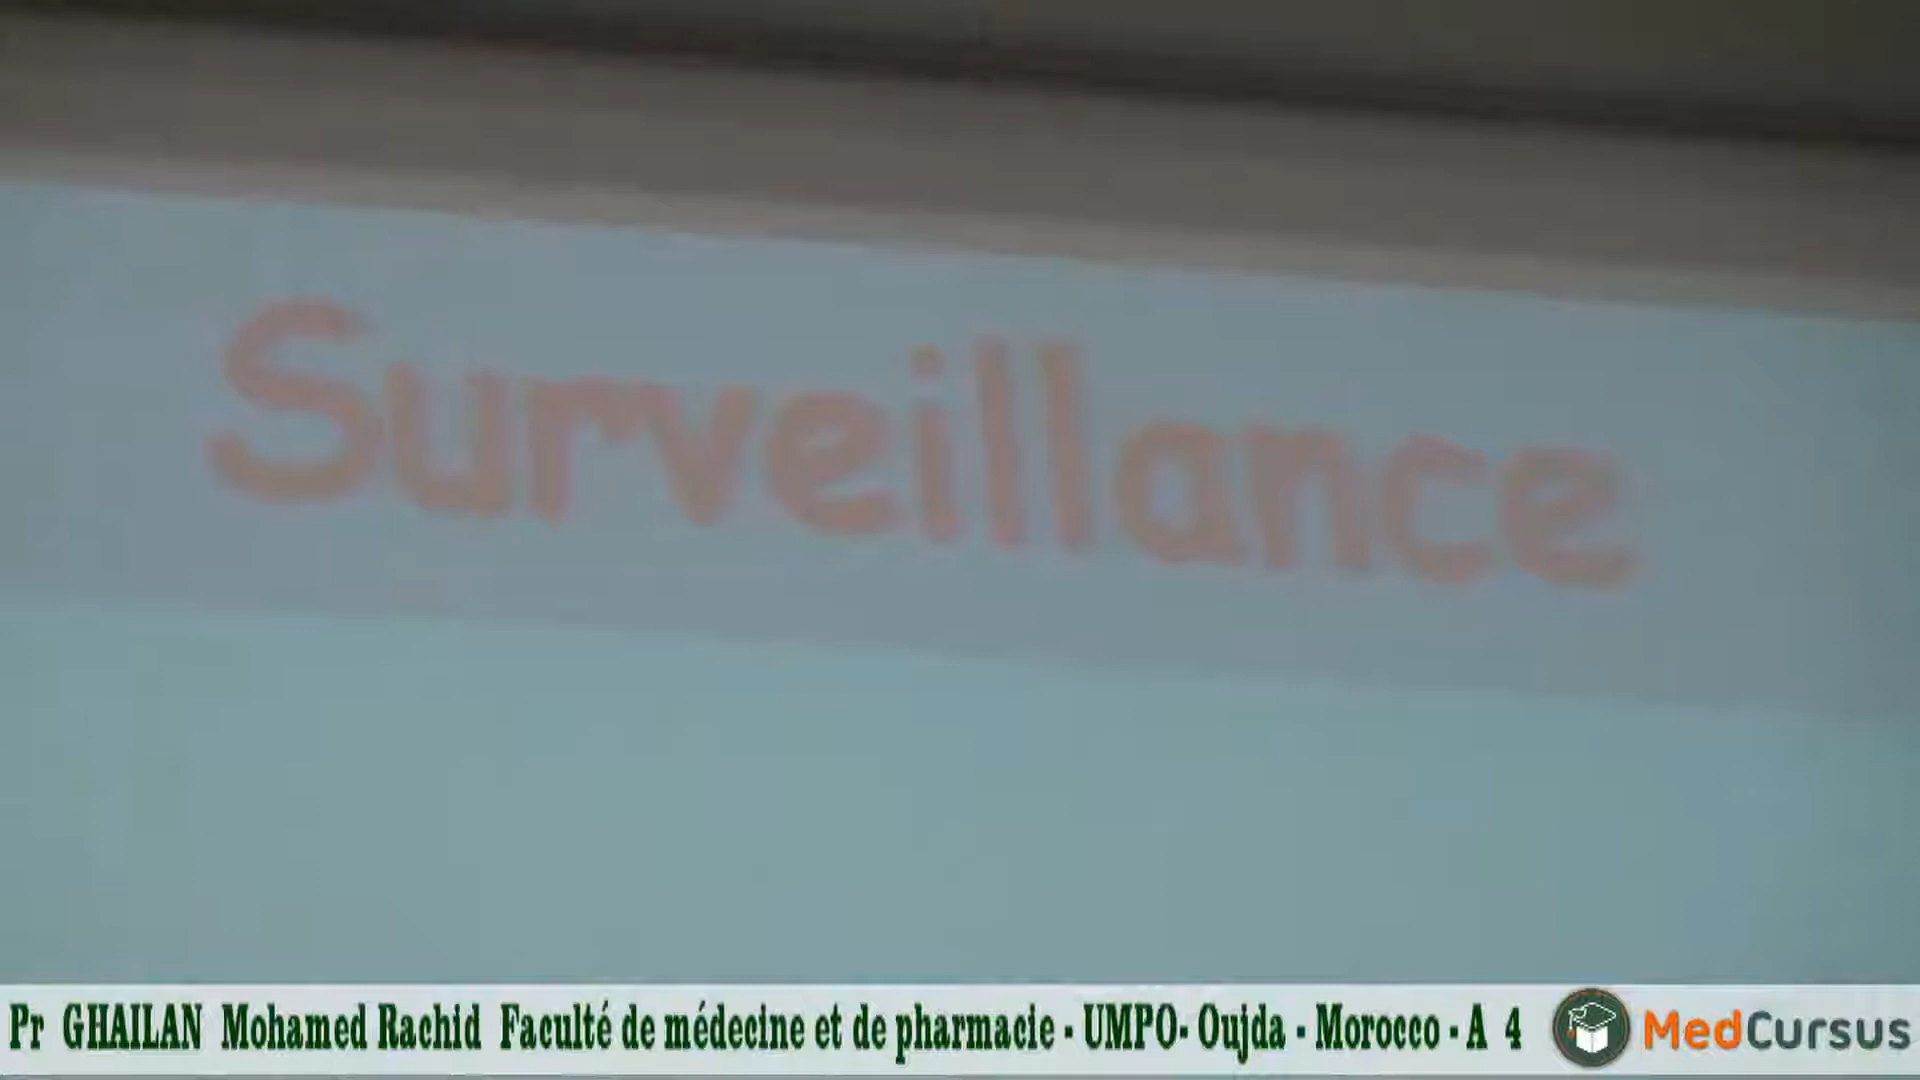 Surveillance
Pr GHAILAN Mohamed Rachid Faculté de médecine et de pharmacie - UMPO- Oujda - Morocco - A 4
MedCursus